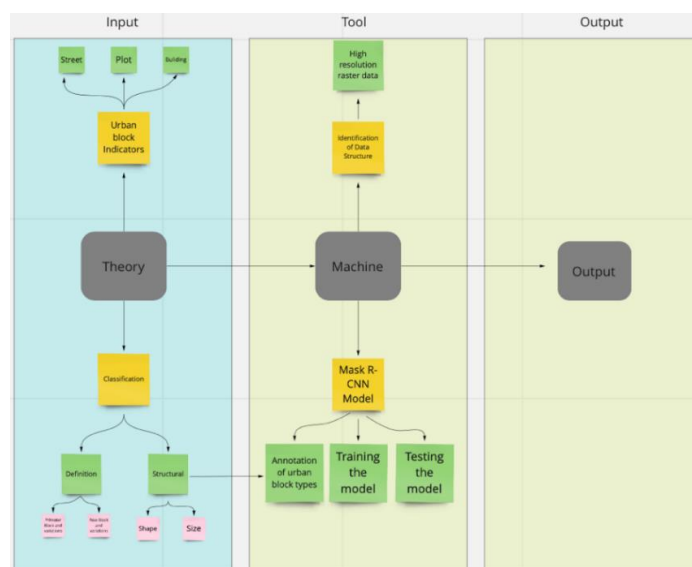 Input
Tool
Output
Street
Plot
Building
High
resolution
raster data
Urban
block
Indicators
Identification
of Data
Structure
Theory
Machine
Output
Classification
Mask R-
CNN
Model
Definition
Structural
Annotation
of urban
block types
Training
the
model
Testing
the
model
Shape
Size